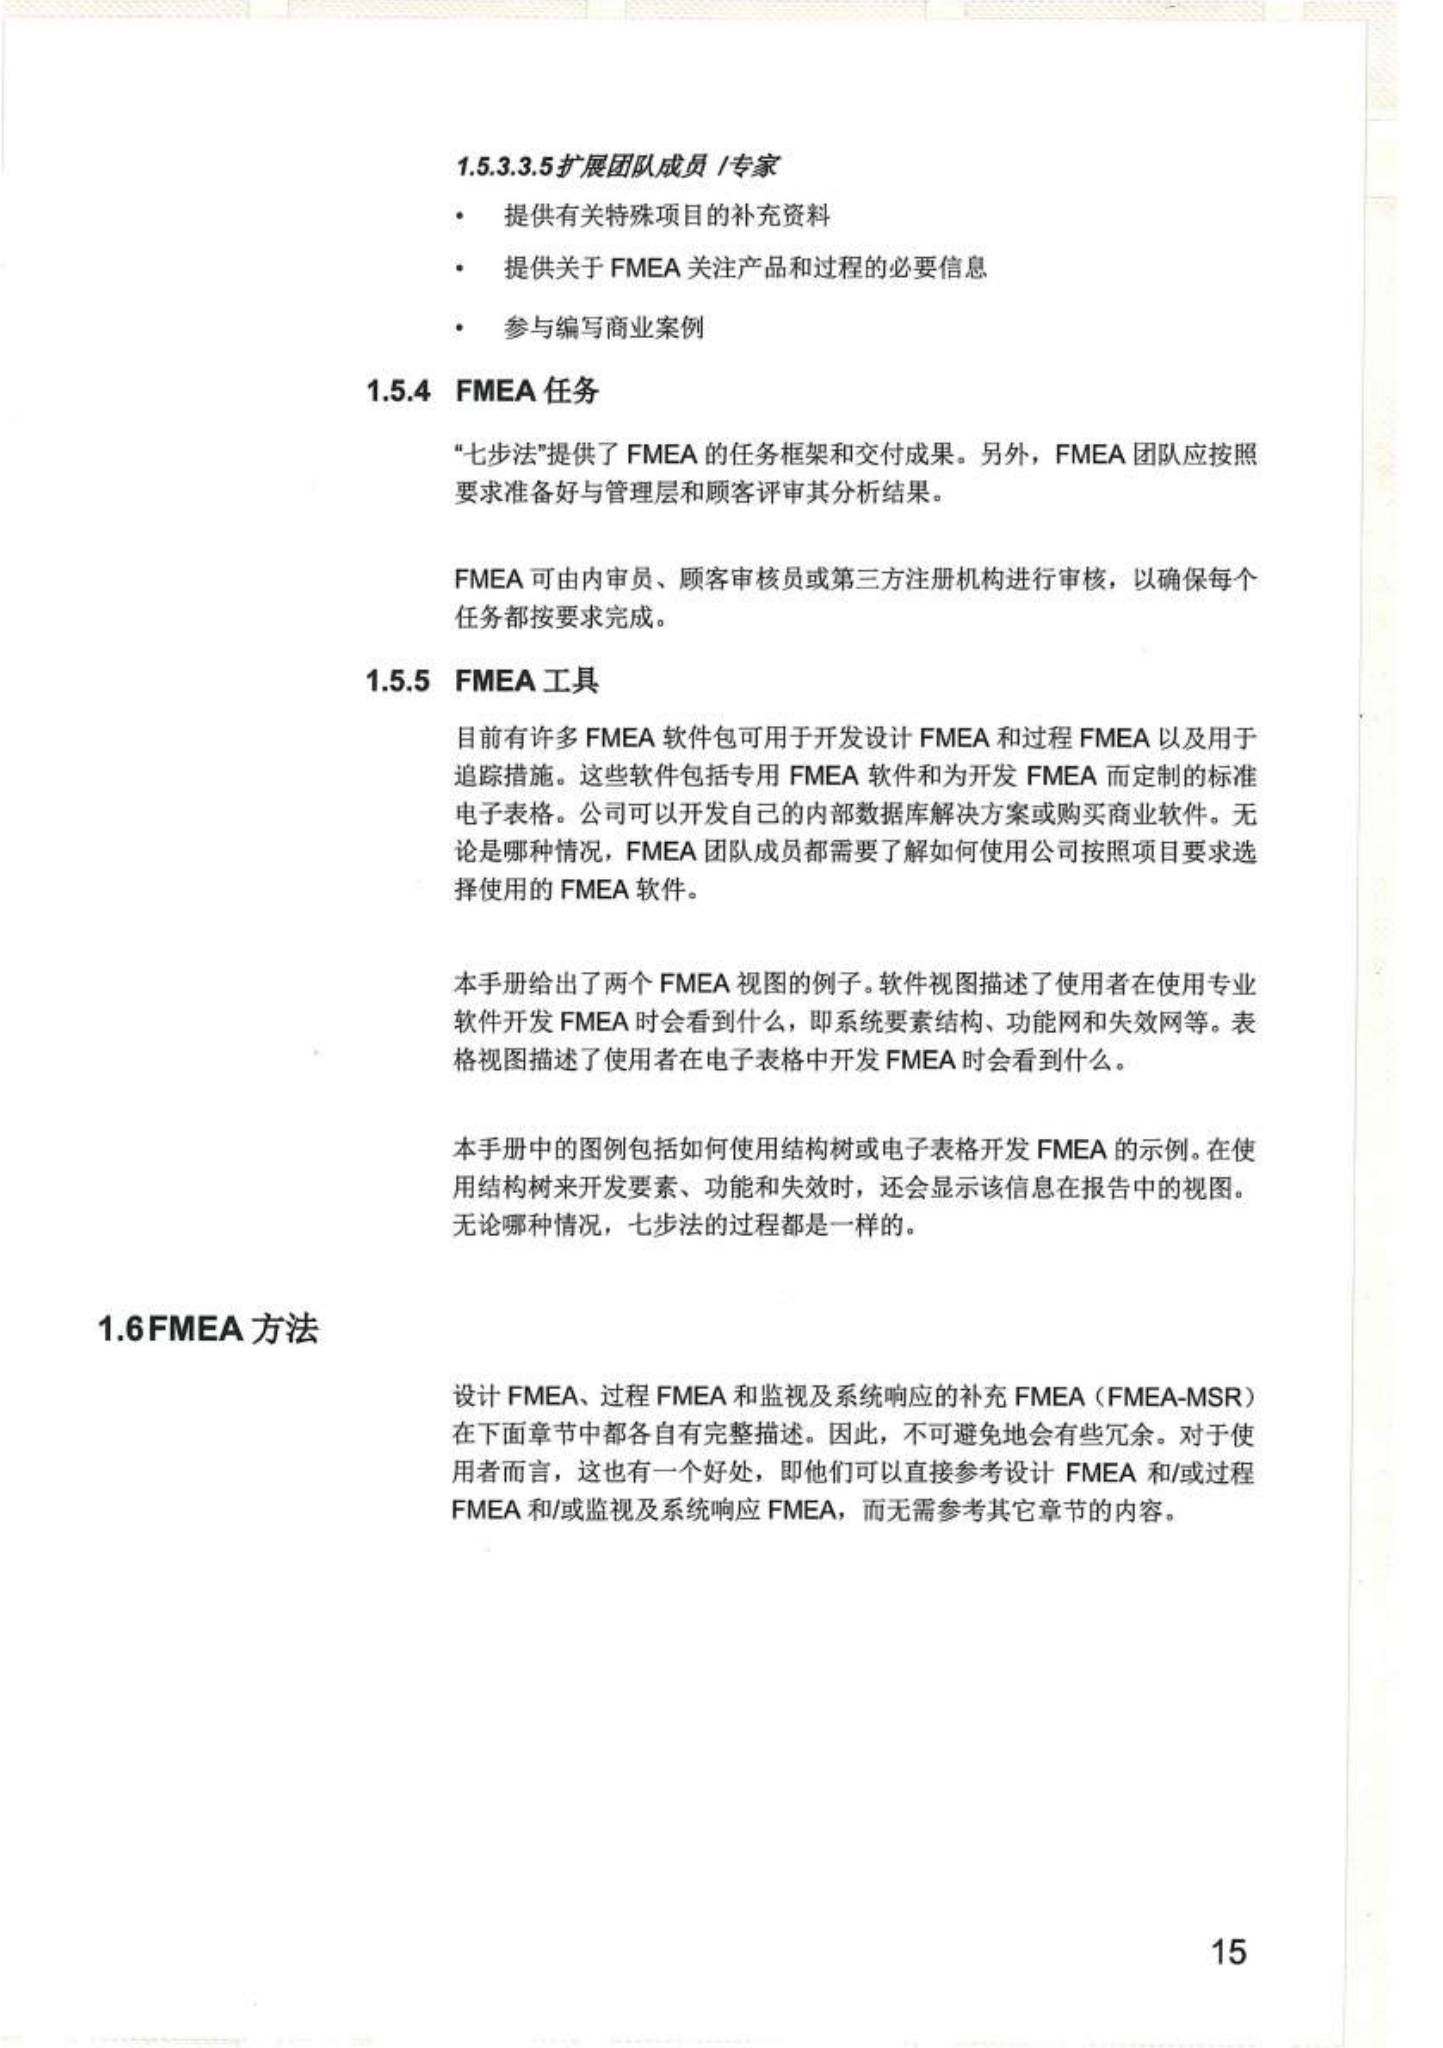 1.5.3.3.5扩展团队成员 /专家
• 提供有关特殊项目的补充资料
• 提供关于 FMEA 关注产品和过程的必要信息
• 参与编写商业案例
1.5.4 FMEA 任务
“七步法”提供了 FMEA 的任务框架和交付成果。另外，FMEA 团队应按照
要求准备好与管理层和顾客评审其分析结果。
FMEA 可由内审员、顾客审核员或第三方注册机构进行审核，以确保每个
任务都按要求完成。
1.5.5 FMEA 工具
目前有许多 FMEA 软件包可用于开发设计 FMEA 和过程 FMEA 以及用于
追踪措施。这些软件包括专用 FMEA 软件和为开发 FMEA 而定制的标准
电子表格。公司可以开发自己的内部数据库解决方案或购买商业软件。无
论是哪种情况，FMEA 团队成员都需要了解如何使用公司按照项目要求选
择使用的 FMEA 软件。
本手册给出了两个 FMEA 视图的例子。软件视图描述了使用者在使用专业
软件开发 FMEA 时会看到什么，即系统要素结构、功能网和失效网等。表
格视图描述了使用者在电子表格中开发 FMEA 时会看到什么。
本手册中的图例包括如何使用结构树或电子表格开发 FMEA 的示例。在使
用结构树来开发要素、功能和失效时，还会显示该信息在报告中的视图。
无论哪种情况，七步法的过程都是一样的。
1.6 FMEA 方法
设计 FMEA、过程 FMEA 和监视及系统响应的补充 FMEA（FMEA-MSR）
在下面章节中都各自有完整描述。因此，不可避免地会有些冗余。对于使
用者而言，这也有一个好处，即他们可以直接参考设计 FMEA 和/或过程
FMEA 和/或监视及系统响应 FMEA，而无需参考其它章节的内容。
15